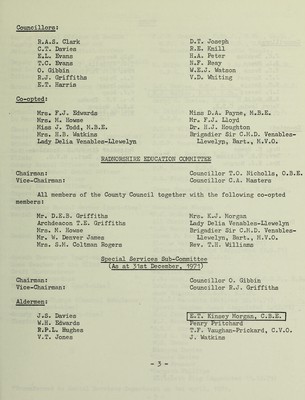 Councillors:
R.A.S. Clark D.T. Joseph
C.T. Davies R.E. Knill
E.L. Evans H.A. Peter
T.C. Evans N.F. Reay
O. Gibbin W.E.J. Watson
R.J. Griffiths V.D. Whiting
E.T. Harris
Co-opted:
Mrs. F.J. Edwards Miss D.A. Payne, M.B.E.
Mrs. M. Howse Mr. F.J. Lloyd
Miss J. Todd, M.B.E. Dr. H.J. Houghton
Mrs. H.B. Watkins Brigadier Sir C.M.D. Venables-
Lady Delia Venables-Llewelyn Llewelyn, Bart., M.V.O.
RADNORSHIRE EDUCATION COMMITTEE
Chairman: Councillor T.O. Nicholls, O.B.E.
Vice-Chairman: Councillor C.A. Masters
All members of the County Council together with the following co-opted
members:
Mr. D.E.B. Griffiths Mrs. K.J. Morgan
Archdeacon T.E. Griffiths Lady Delia Venables-Llewelyn
Mrs. M. Howse Brigadier Sir C.M.D. Venables-
Mr. W. Denver James Llewelyn, Bart., M.V.O.
Mrs. S.M. Coltman Rogers Rev. T.H. Williams
Special Services Sub-Committee
(As at 31st December, 1971)
Chairman: Councillor O. Gibbin
Vice-Chairman: Councillor R.J. Griffiths
Aldermen:
J.S. Davies E.T. Kinsey Morgan, C.B.E.
W.H. Edwards Penry Pritchard
R.P.L. Hughes T.F. Vaughan-Prickard, C.V.O.
V.T. Jones J. Watkins
- 3 -